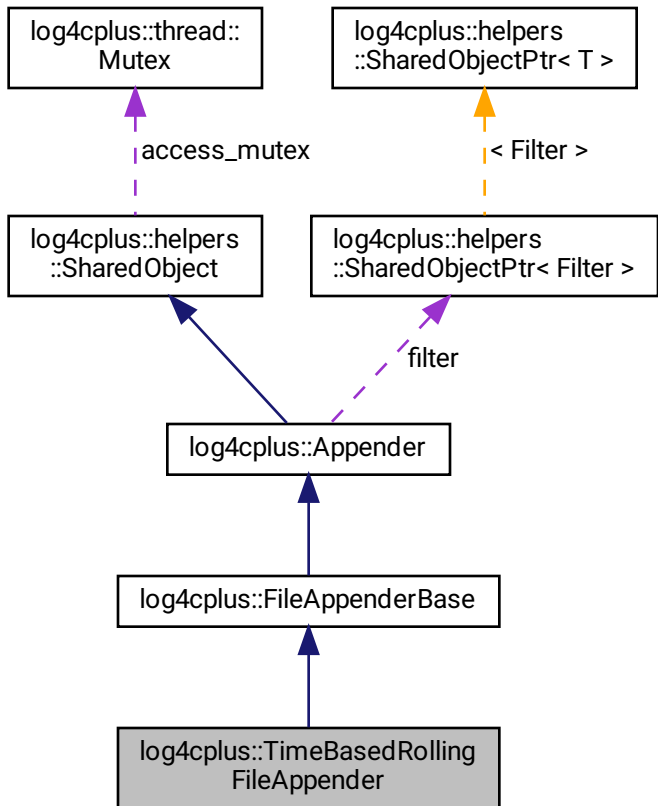 log4cplus::thread::
Mutex
log4cplus::helpers
::SharedObjectPtr< T >
access_mutex
< Filter >
log4cplus::helpers
::SharedObject
log4cplus::helpers
::SharedObjectPtr< Filter >
filter
log4cplus::Appender
log4cplus::FileAppenderBase
log4cplus::TimeBasedRolling
FileAppender